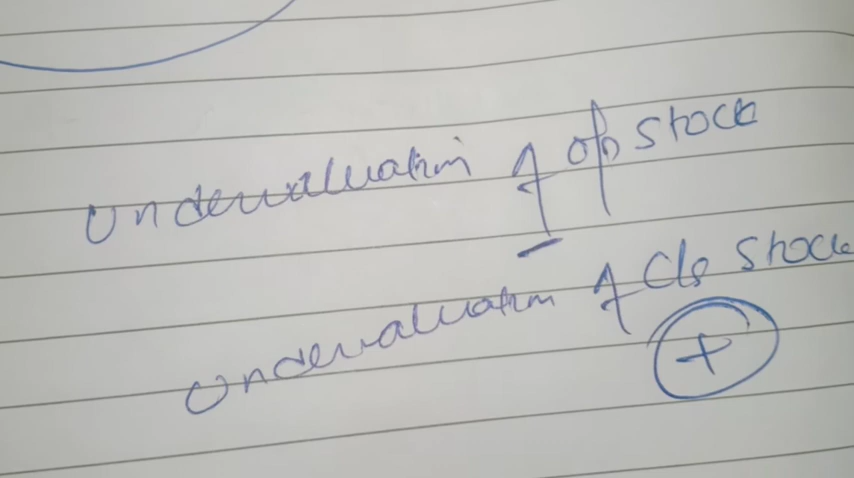 Undervaluation of o/p stock
-
Undervaluation of Cls stock
+